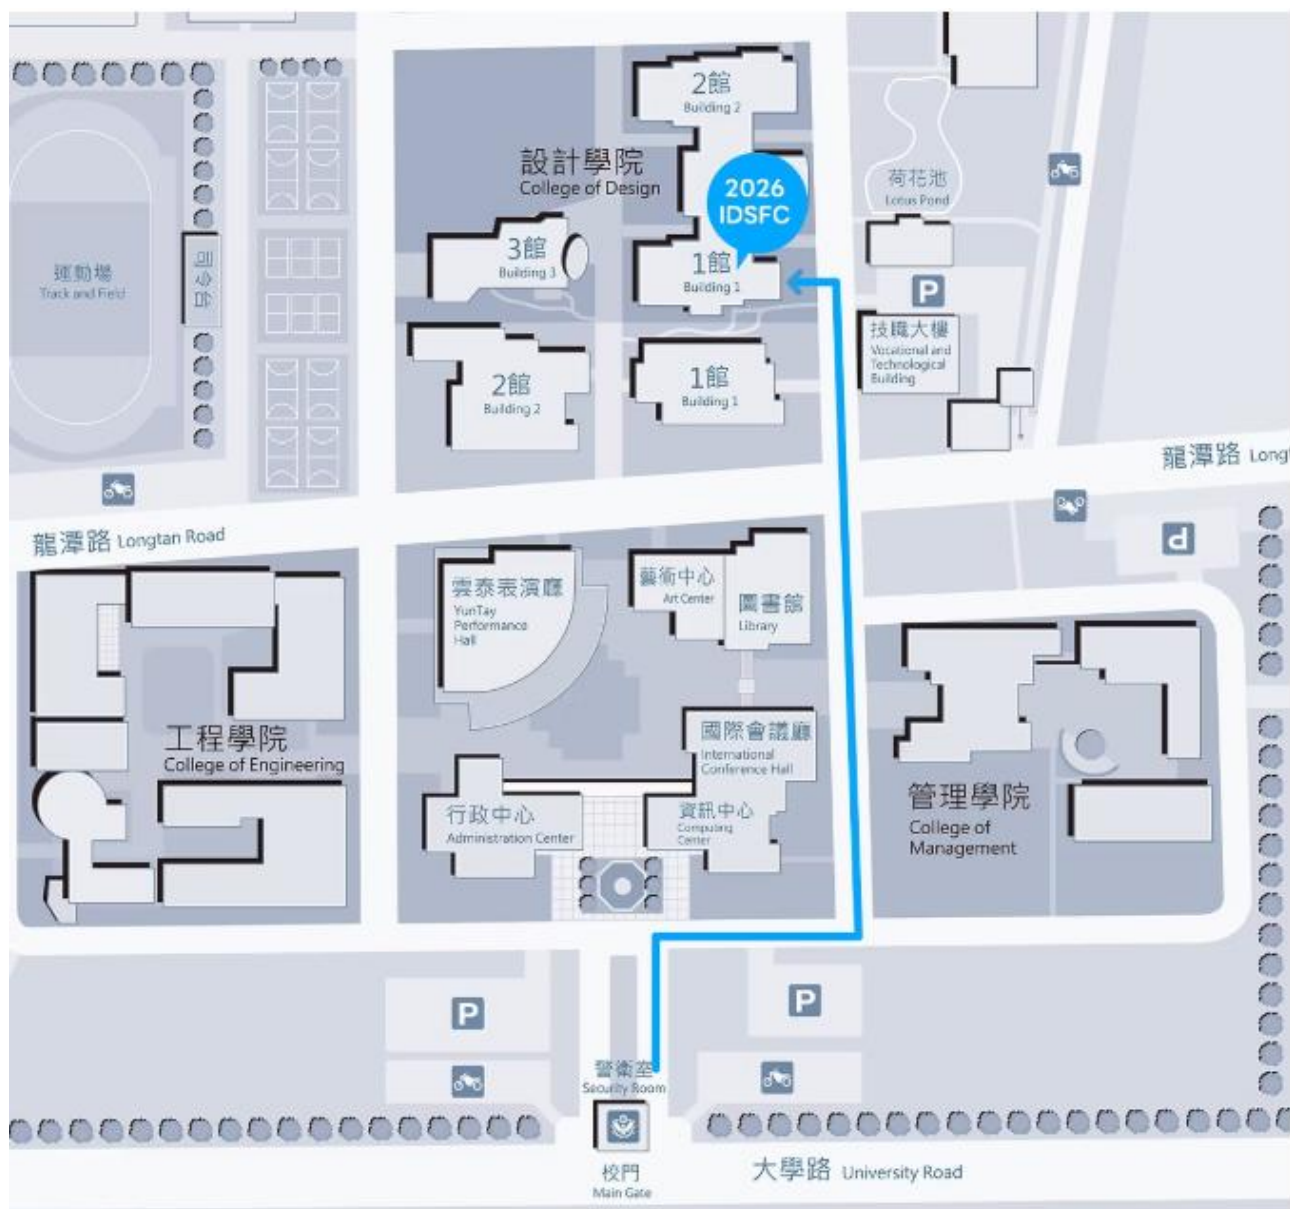 2館
Building 2
設計學院
College of Design
2026
IDSFC
荷花池
Lotus Pond
3館
Building 3
1館
Building 1
運動場
Track and Field
司令台
P
技職大樓
Vocational and
Technological
Building
2館
Building 2
1館
Building 1
龍潭路 Longt
龍潭路 Longtan Road
P
雲泰表演廳
YunTay
Performance
Hall
藝術中心
Art Center
圖書館
Library
工程學院
College of Engineering
國際會議廳
International
Conference Hall
行政中心
Administration Center
資訊中心
Computing
Center
管理學院
College of
Management
P
P
警衛室
Security Room
校門
Main Gate
大學路 University Road